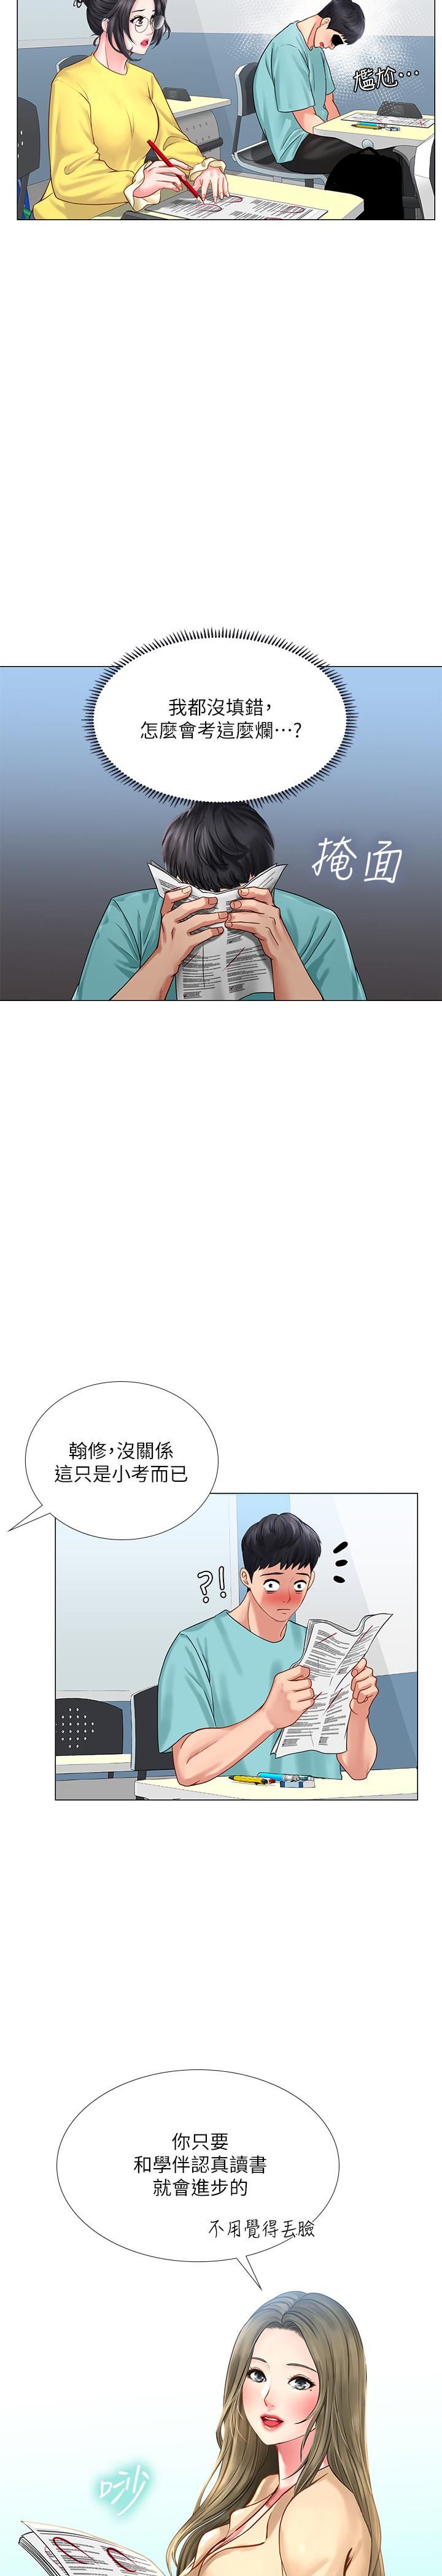 尷尬…
我都沒填錯，
怎麼會考這麼爛…？
掩面
翰修，沒關係
這只是小考而已
?!
你只要
和學伴認真讀書
就會進步的
不用覺得丟臉
唦